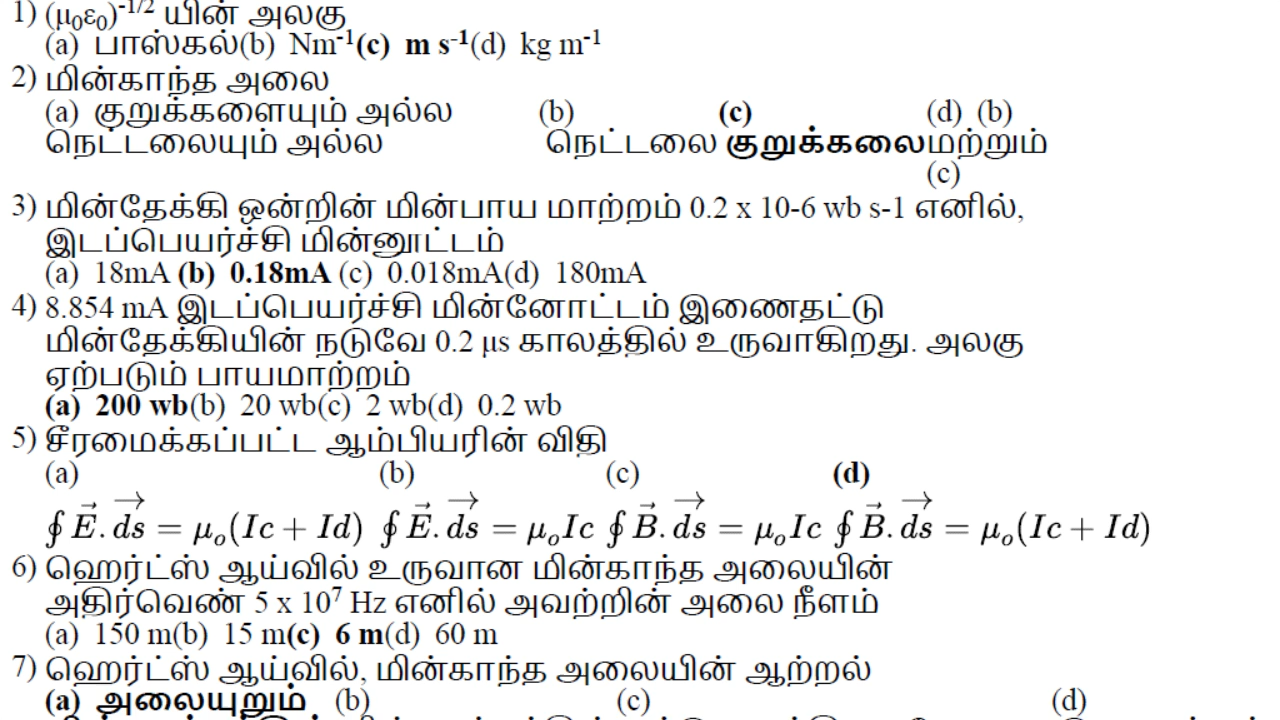 1) (μ₀ε₀)⁻¹/² யின் அலகு
(a) பாஸ்கல்(b) Nm⁻¹(c) m s⁻¹(d) kg m⁻¹
2) மின்காந்த அலை
(a) குறுக்களையும் அல்ல (b) (c) (d) (b)
நெட்டலையும் அல்ல நெட்டலை குறுக்கலைமற்றும்
(c)
3) மின்தேக்கி ஒன்றின் மின்பாய மாற்றம் 0.2 x 10-6 wb s-1 எனில்,
இடப்பெயர்ச்சி மின்னூட்டம்
(a) 18mA (b) 0.18mA (c) 0.018mA(d) 180mA
4) 8.854 mA இடப்பெயர்ச்சி மின்னோட்டம் இணைதட்டு
மின்தேக்கியின் நடுவே 0.2 μs காலத்தில் உருவாகிறது. அலகு
ஏற்படும் பாயமாற்றம்
(a) 200 wb(b) 20 wb(c) 2 wb(d) 0.2 wb
5) சீரமைக்கப்பட்ட ஆம்பியரின் விதி
(a) (b) (c) (d)
∮ E⃗. d⃗s = μₒ(Ic + Id) ∮ E⃗. d⃗s = μₒIc ∮ B⃗. d⃗s = μₒIc ∮ B⃗. d⃗s = μₒ(Ic + Id)
6) ஹெர்ட்ஸ் ஆய்வில் உருவான மின்காந்த அலையின்
அதிர்வெண் 5 x 10⁷ Hz எனில் அவற்றின் அலை நீளம்
(a) 150 m(b) 15 m(c) 6 m(d) 60 m
7) ஹெர்ட்ஸ் ஆய்வில், மின்காந்த அலையின் ஆற்றல்
(a) அலையுறும் (b) (c) (d)